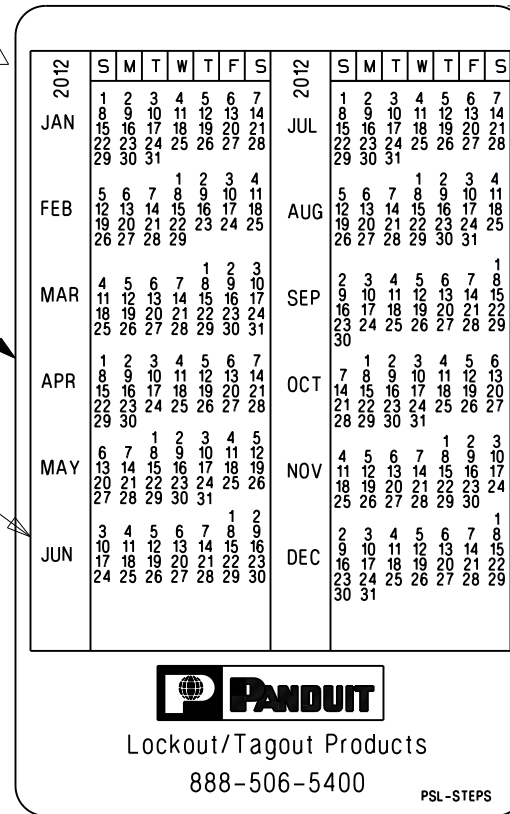 2012 S M T W T F S
JAN
1 2 3 4 5 6 7
8 9 10 11 12 13 14
15 16 17 18 19 20 21
22 23 24 25 26 27 28
29 30 31
FEB
1 2 3 4
5 6 7 8 9 10 11
12 13 14 15 16 17 18
19 20 21 22 23 24 25
26 27 28 29
MAR
1 2 3
4 5 6 7 8 9 10
11 12 13 14 15 16 17
18 19 20 21 22 23 24
25 26 27 28 29 30 31
APR
1 2 3 4 5 6 7
8 9 10 11 12 13 14
15 16 17 18 19 20 21
22 23 24 25 26 27 28
29 30
MAY
1 2 3 4 5
6 7 8 9 10 11 12
13 14 15 16 17 18 19
20 21 22 23 24 25 26
27 28 29 30 31
JUN
1 2
3 4 5 6 7 8 9
10 11 12 13 14 15 16
17 18 19 20 21 22 23
24 25 26 27 28 29 30
2012 S M T W T F S
JUL
1 2 3 4 5 6 7
8 9 10 11 12 13 14
15 16 17 18 19 20 21
22 23 24 25 26 27 28
29 30 31
AUG
1 2 3 4
5 6 7 8 9 10 11
12 13 14 15 16 17 18
19 20 21 22 23 24 25
26 27 28 29 30 31
SEP
1
2 3 4 5 6 7 8
9 10 11 12 13 14 15
16 17 18 19 20 21 22
23 24 25 26 27 28 29
30
OCT
1 2 3 4 5 6
7 8 9 10 11 12 13
14 15 16 17 18 19 20
21 22 23 24 25 26 27
28 29 30 31
NOV
1 2 3
4 5 6 7 8 9 10
11 12 13 14 15 16 17
18 19 20 21 22 23 24
25 26 27 28 29 30
DEC
1
2 3 4 5 6 7 8
9 10 11 12 13 14 15
16 17 18 19 20 21 22
23 24 25 26 27 28 29
30 31
P PANDUIT
Lockout/Tagout Products
888-506-5400
PSL-STEPS